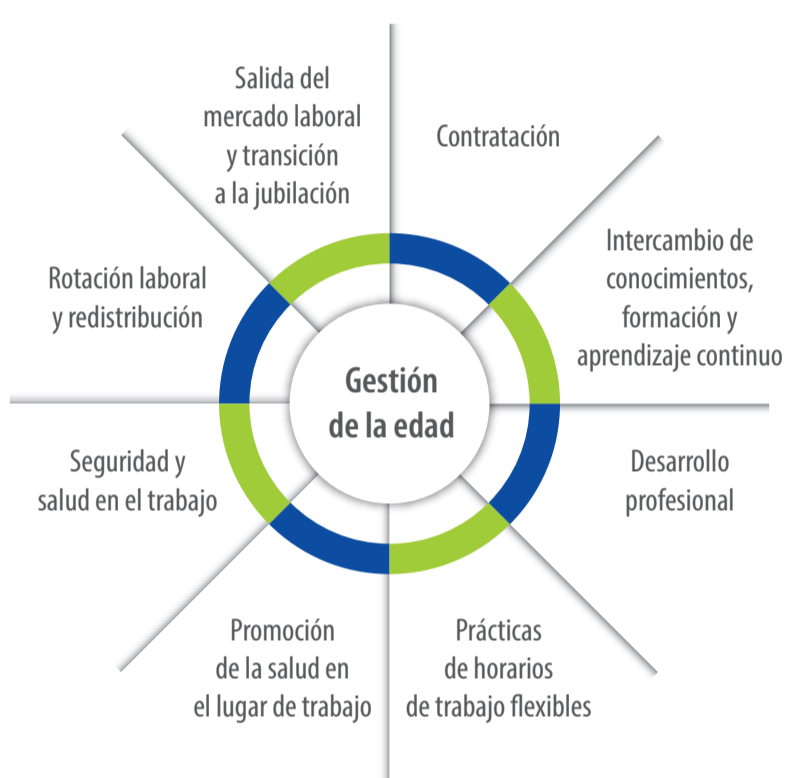 Gestión
de la edad
Contratación
Intercambio de
conocimientos,
formación y
aprendizaje continuo
Desarrollo
profesional
Prácticas
de horarios
de trabajo flexibles
Promoción
de la salud en
el lugar de trabajo
Seguridad y
salud en el trabajo
Rotación laboral
y redistribución
Salida del
mercado laboral
y transición
a la jubilación